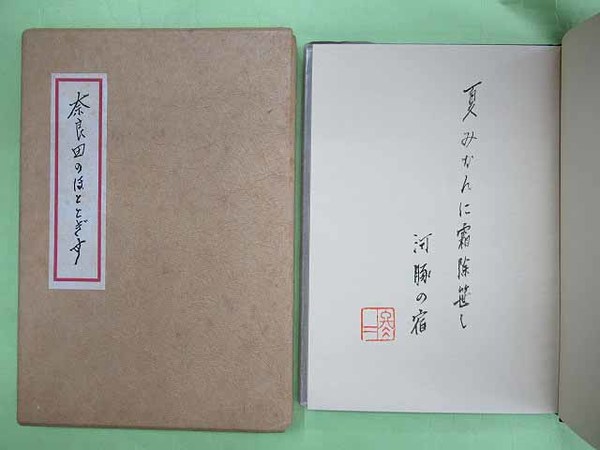 奈良田のほととぎす
夏みかんに霜除笹し
河豚の宿